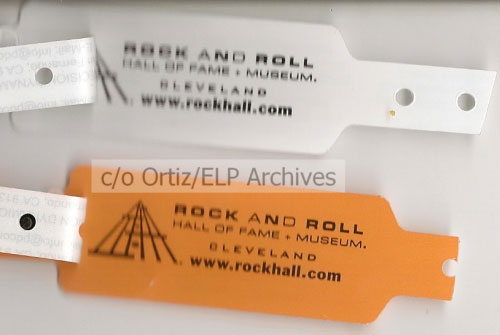 ROCK AND ROLL
HALL OF FAME + MUSEUM.
CLEVELAND
www.rockhall.com
c/o Ortiz/ELP Archives
ROCK AND ROLL
HALL OF FAME + MUSEUM.
CLEVELAND
www.rockhall.com